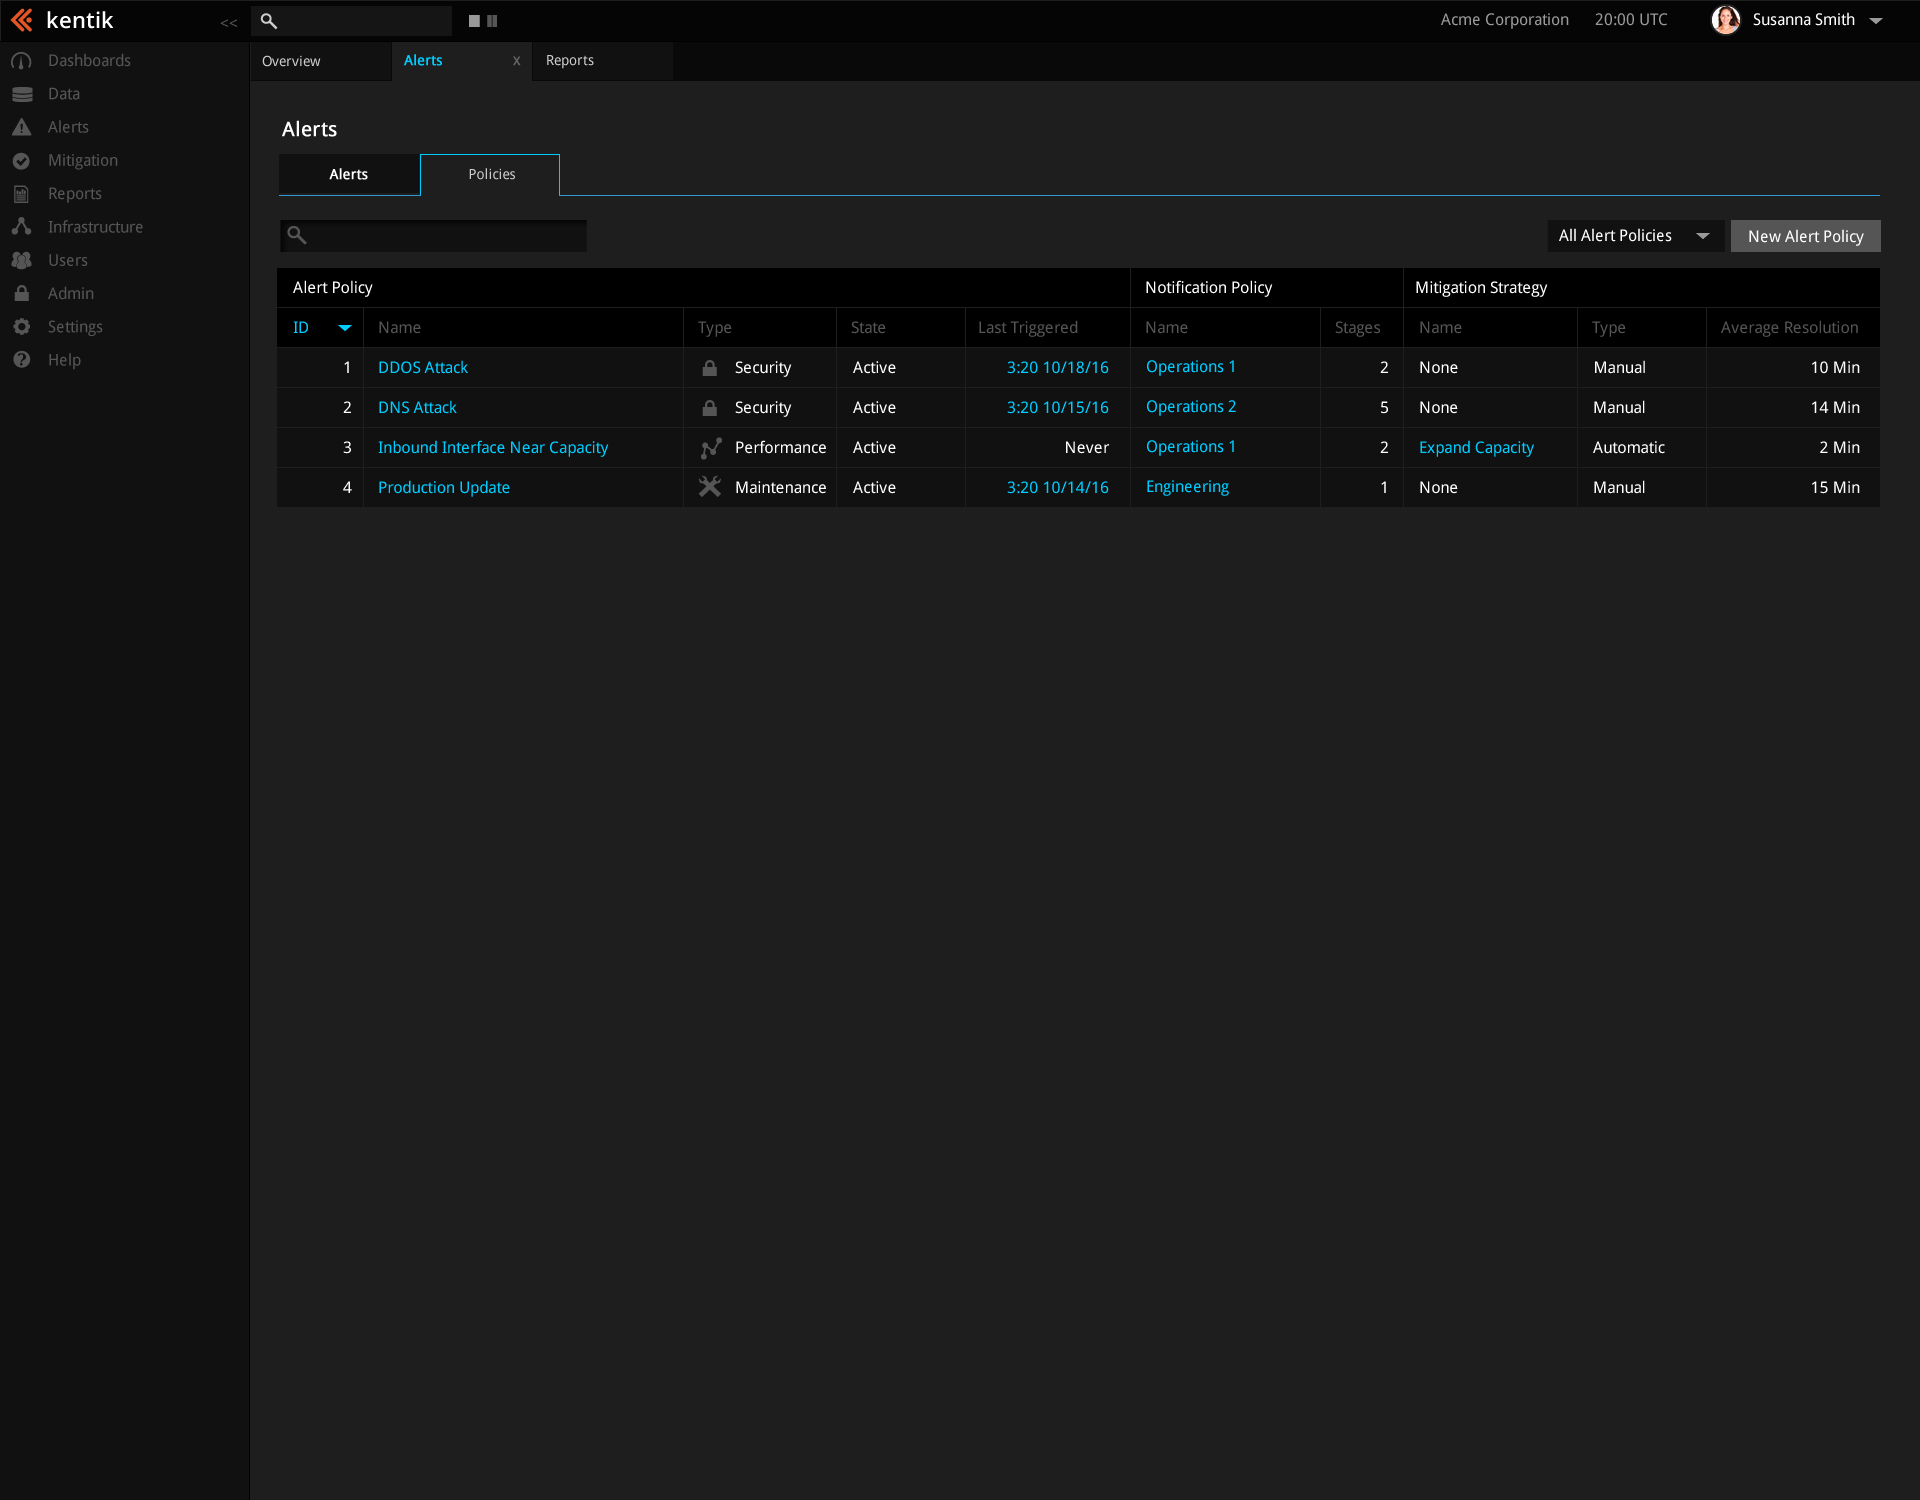 kentik <<
Acme Corporation 20:00 UTC Susanna Smith
Overview Alerts X Reports
Dashboards
Data
Alerts
Mitigation
Reports
Infrastructure
Users
Admin
Settings
Help
Alerts
Alerts Policies
All Alert Policies New Alert Policy
Alert Policy Notification Policy Mitigation Strategy
ID Name Type State Last Triggered Name Stages Name Type Average Resolution
1 DDOS Attack Security Active 3:20 10/18/16 Operations 1 2 None Manual 10 Min
2 DNS Attack Security Active 3:20 10/15/16 Operations 2 5 None Manual 14 Min
3 Inbound Interface Near Capacity Performance Active Never Operations 1 2 Expand Capacity Automatic 2 Min
4 Production Update Maintenance Active 3:20 10/14/16 Engineering 1 None Manual 15 Min